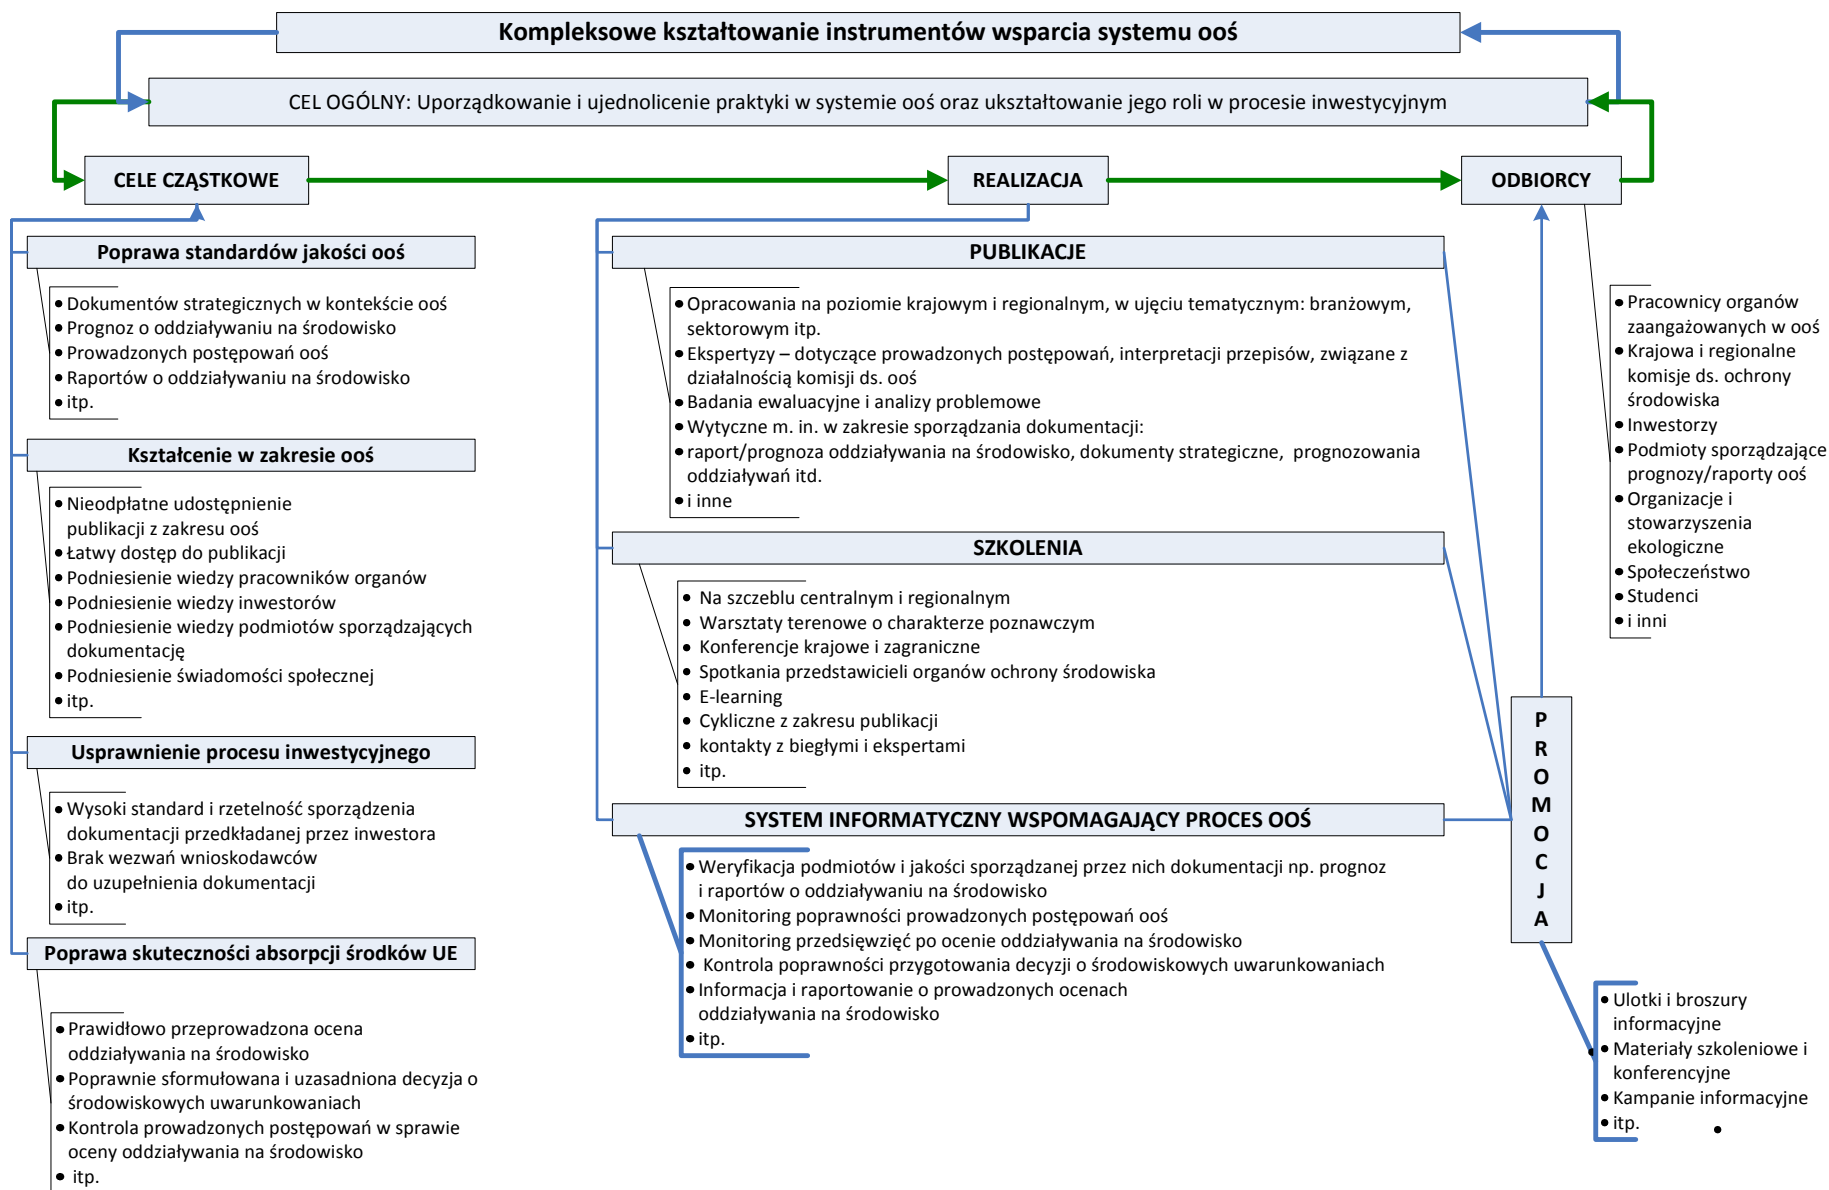 Kompleksowe kształtowanie instrumentów wsparcia systemu ooś
CEL OGÓLNY: Uporządkowanie i ujednolicenie praktyki w systemie ooś oraz ukształtowanie jego roli w procesie inwestycyjnym
CELE CZĄSTKOWE
REALIZACJA
ODBIORCY
Poprawa standardów jakości ooś
• Dokumentów strategicznych w kontekście ooś
• Prognoz o oddziaływaniu na środowisko
• Prowadzonych postępowań ooś
• Raportów o oddziaływaniu na środowisko
• itp.
Kształcenie w zakresie ooś
• Nieodpłatne udostępnienie
publikacji z zakresu ooś
• Łatwy dostęp do publikacji
• Podniesienie wiedzy pracowników organów
• Podniesienie wiedzy inwestorów
• Podniesienie wiedzy podmiotów sporządzających
dokumentację
• Podniesienie świadomości społecznej
• itp.
Usprawnienie procesu inwestycyjnego
• Wysoki standard i rzetelność sporządzenia
dokumentacji przedkładanej przez inwestora
• Brak wezwań wnioskodawców
do uzupełnienia dokumentacji
• itp.
Poprawa skuteczności absorpcji środków UE
• Prawidłowo przeprowadzona ocena
oddziaływania na środowisko
• Poprawnie sformułowana i uzasadniona decyzja o
środowiskowych uwarunkowaniach
• Kontrola prowadzonych postępowań w sprawie
oceny oddziaływania na środowisko
• itp.
PUBLIKACJE
• Opracowania na poziomie krajowym i regionalnym, w ujęciu tematycznym: branżowym,
sektorowym itp.
• Ekspertyzy – dotyczące prowadzonych postępowań, interpretacji przepisów, związane z
działalnością komisji ds. ooś
• Badania ewaluacyjne i analizy problemowe
• Wytyczne m. in. w zakresie sporządzania dokumentacji:
• raport/prognoza oddziaływania na środowisko, dokumenty strategiczne, prognozowania
oddziaływań itd.
• i inne
SZKOLENIA
• Na szczeblu centralnym i regionalnym
• Warsztaty terenowe o charakterze poznawczym
• Konferencje krajowe i zagraniczne
• Spotkania przedstawicieli organów ochrony środowiska
• E-learning
• Cykliczne z zakresu publikacji
• kontakty z biegłymi i ekspertami
• itp.
SYSTEM INFORMATYCZNY WSPOMAGAJĄCY PROCES OOŚ
• Weryfikacja podmiotów i jakości sporządzanej przez nich dokumentacji np. prognoz
i raportów o oddziaływaniu na środowisko
• Monitoring poprawności prowadzonych postępowań ooś
• Monitoring przedsięwzięć po ocenie oddziaływania na środowisko
• Kontrola poprawności przygotowania decyzji o środowiskowych uwarunkowaniach
• Informacja i raportowanie o prowadzonych ocenach
oddziaływania na środowisko
• itp.
• Pracownicy organów
zaangażowanych w ooś
• Krajowa i regionalne
komisje ds. ochrony
środowiska
• Inwestorzy
• Podmioty sporządzające
prognozy/raporty ooś
• Organizacje i
stowarzyszenia
ekologiczne
• Społeczeństwo
• Studenci
• i inni
P
R
O
M
O
C
J
A
• Ulotki i broszury
informacyjne
• Materiały szkoleniowe i
konferencyjne
• Kampanie informacyjne
• itp.